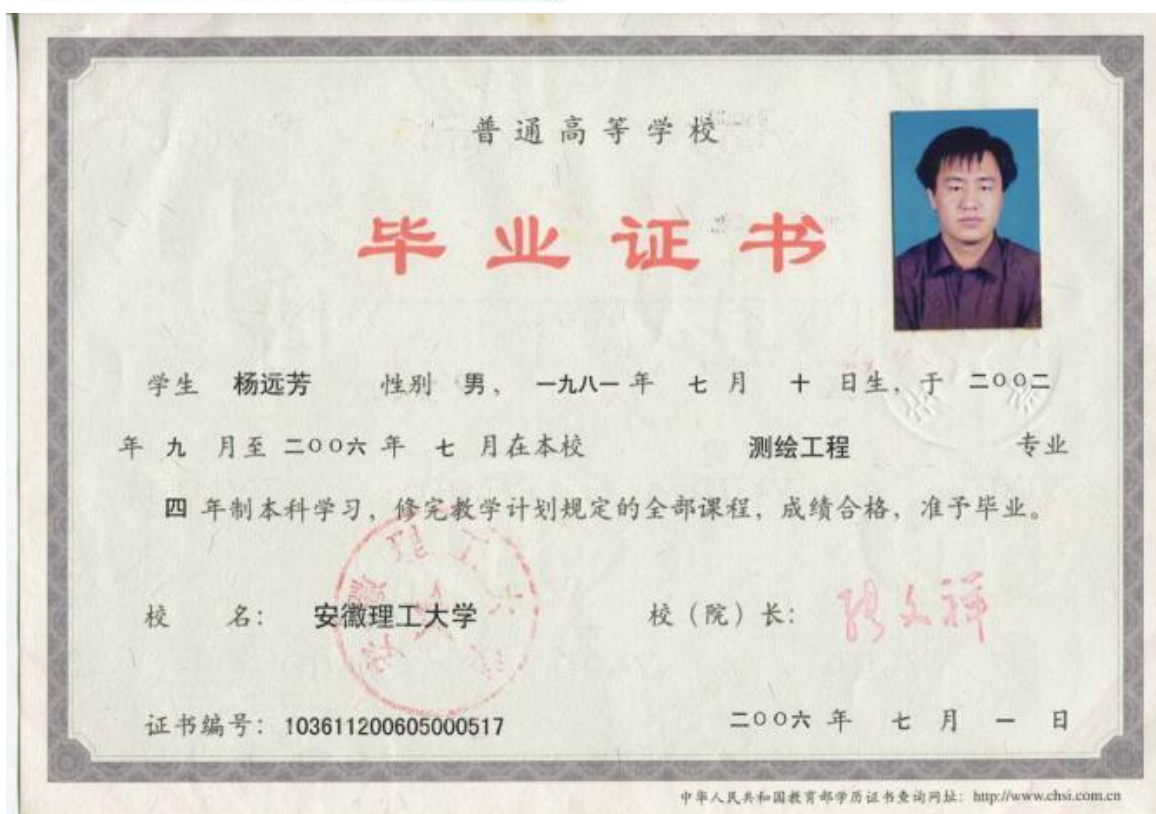 普通高等学校
毕业证书
学生 杨远芳 性别 男， 一九八一 年 七 月 十 日生，于 二〇〇二
年 九 月至 二〇〇六 年 七 月在本校 测绘工程 专业
四 年制本科学习，修完教学计划规定的全部课程，成绩合格，准予毕业。
校 名： 安徽理工大学 校（院）长：
证书编号： 103611200605000517 二〇〇六 年 七 月 一 日
中华人民共和国教育部学历证书查询网址： http://www.chsi.com.cn